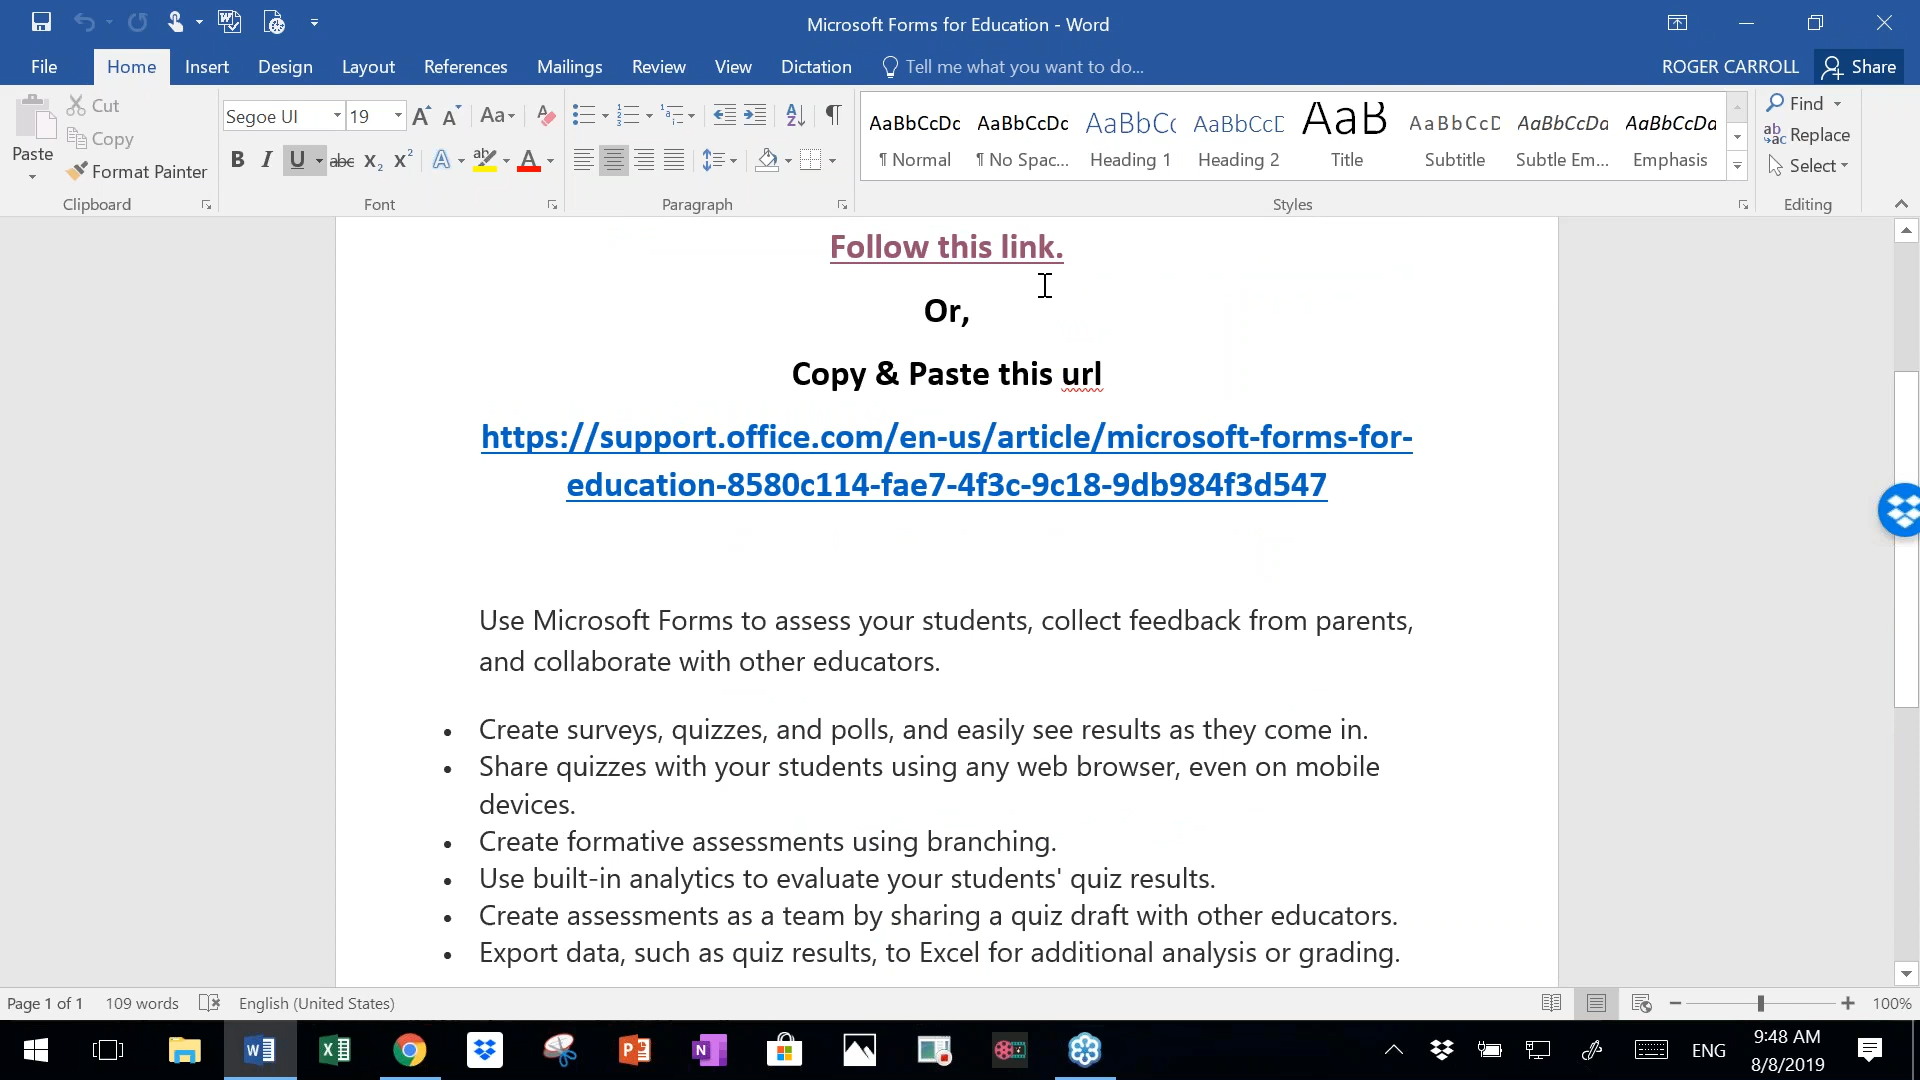 Microsoft Forms for Education - Word
File Home Insert Design Layout References Mailings Review View Dictation Tell me what you want to do... ROGER CARROLL Share
Cut
Copy
Paste
Format Painter
Clipboard
Segoe UI 19 Aa
B I U abc X₂ X² A ab A
Font
Paragraph
AaBbCcDc AaBbCcDc AaBbCc AaBbCcE AaB AaBbCcD AaBbCcDa AaBbCcDa
¶ Normal ¶ No Spac... Heading 1 Heading 2 Title Subtitle Subtle Em... Emphasis
Styles
Find
Replace
Select
Editing
Follow this link.
Or,
Copy & Paste this url
https://support.office.com/en-us/article/microsoft-forms-for-
education-8580c114-fae7-4f3c-9c18-9db984f3d547
Use Microsoft Forms to assess your students, collect feedback from parents,
and collaborate with other educators.
• Create surveys, quizzes, and polls, and easily see results as they come in.
• Share quizzes with your students using any web browser, even on mobile
devices.
• Create formative assessments using branching.
• Use built-in analytics to evaluate your students' quiz results.
• Create assessments as a team by sharing a quiz draft with other educators.
• Export data, such as quiz results, to Excel for additional analysis or grading.
Page 1 of 1 109 words English (United States) 100%
ENG
9:48 AM
8/8/2019